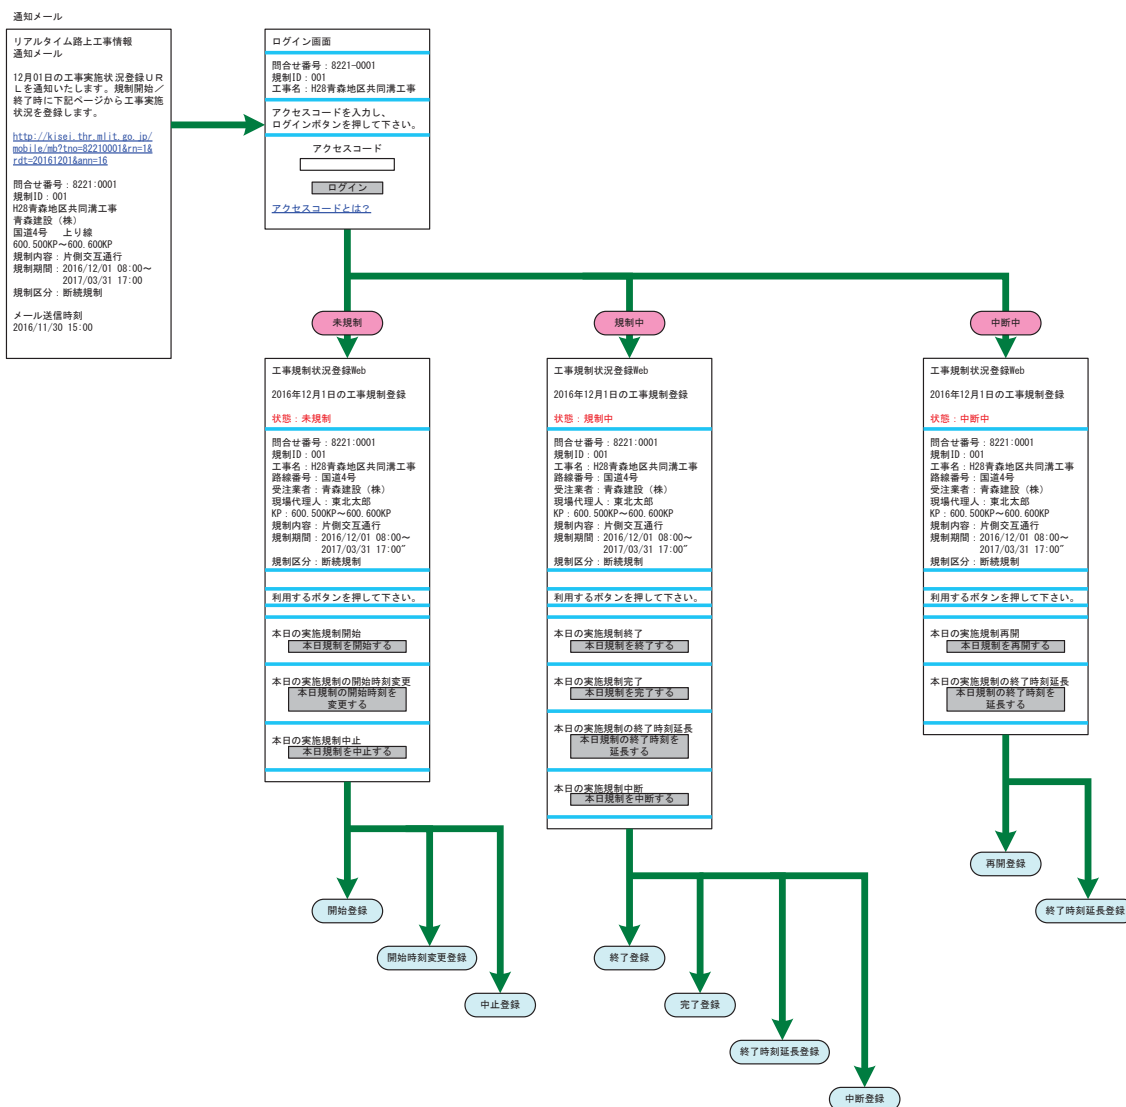 通知メール
リアルタイム路上工事情報
通知メール
12月01日の工事実施状況登録UR
Lを通知いたします。規制開始／
終了時に下記ページから工事実施
状況を登録します。
http://kisei.thr.mlit.go.jp/
mobile/mb?tno=82210001&rn=1&
rdt=20161201&ann=16
問合せ番号：8221:0001
規制ID：001
H28青森地区共同溝工事
青森建設（株）
国道4号　上り線
600.500KP～600.600KP
規制内容：片側交互通行
規制期間：2016/12/01 08:00～
2017/03/31 17:00
規制区分：断続規制
メール送信時刻
2016/11/30 15:00
ログイン画面
問合せ番号：8221-0001
規制ID：001
工事名：H28青森地区共同溝工事
アクセスコードを入力し、
ログインボタンを押して下さい。
アクセスコード
ログイン
アクセスコードとは？
未規制
規制中
中断中
工事規制状況登録Web
2016年12月1日の工事規制登録
状態：未規制
問合せ番号：8221:0001
規制ID：001
工事名：H28青森地区共同溝工事
路線番号：国道4号
受注業者：青森建設（株）
現場代理人：東北太郎
KP：600.500KP～600.600KP
規制内容：片側交互通行
規制期間：2016/12/01 08:00～
2017/03/31 17:00"
規制区分：断続規制
利用するボタンを押して下さい。
本日の実施規制開始
本日規制を開始する
本日の実施規制の開始時刻変更
本日規制の開始時刻を
変更する
本日の実施規制中止
本日規制を中止する
工事規制状況登録Web
2016年12月1日の工事規制登録
状態：規制中
問合せ番号：8221:0001
規制ID：001
工事名：H28青森地区共同溝工事
路線番号：国道4号
受注業者：青森建設（株）
現場代理人：東北太郎
KP：600.500KP～600.600KP
規制内容：片側交互通行
規制期間：2016/12/01 08:00～
2017/03/31 17:00"
規制区分：断続規制
利用するボタンを押して下さい。
本日の実施規制終了
本日規制を終了する
本日の実施規制完了
本日規制を完了する
本日の実施規制の終了時刻延長
本日規制の終了時刻を
延長する
本日の実施規制中断
本日規制を中断する
工事規制状況登録Web
2016年12月1日の工事規制登録
状態：中断中
問合せ番号：8221:0001
規制ID：001
工事名：H28青森地区共同溝工事
路線番号：国道4号
受注業者：青森建設（株）
現場代理人：東北太郎
KP：600.500KP～600.600KP
規制内容：片側交互通行
規制期間：2016/12/01 08:00～
2017/03/31 17:00"
規制区分：断続規制
利用するボタンを押して下さい。
本日の実施規制再開
本日規制を再開する
本日の実施規制の終了時刻延長
本日規制の終了時刻を
延長する
開始登録
開始時刻変更登録
中止登録
終了登録
完了登録
終了時刻延長登録
中断登録
再開登録
終了時刻延長登録